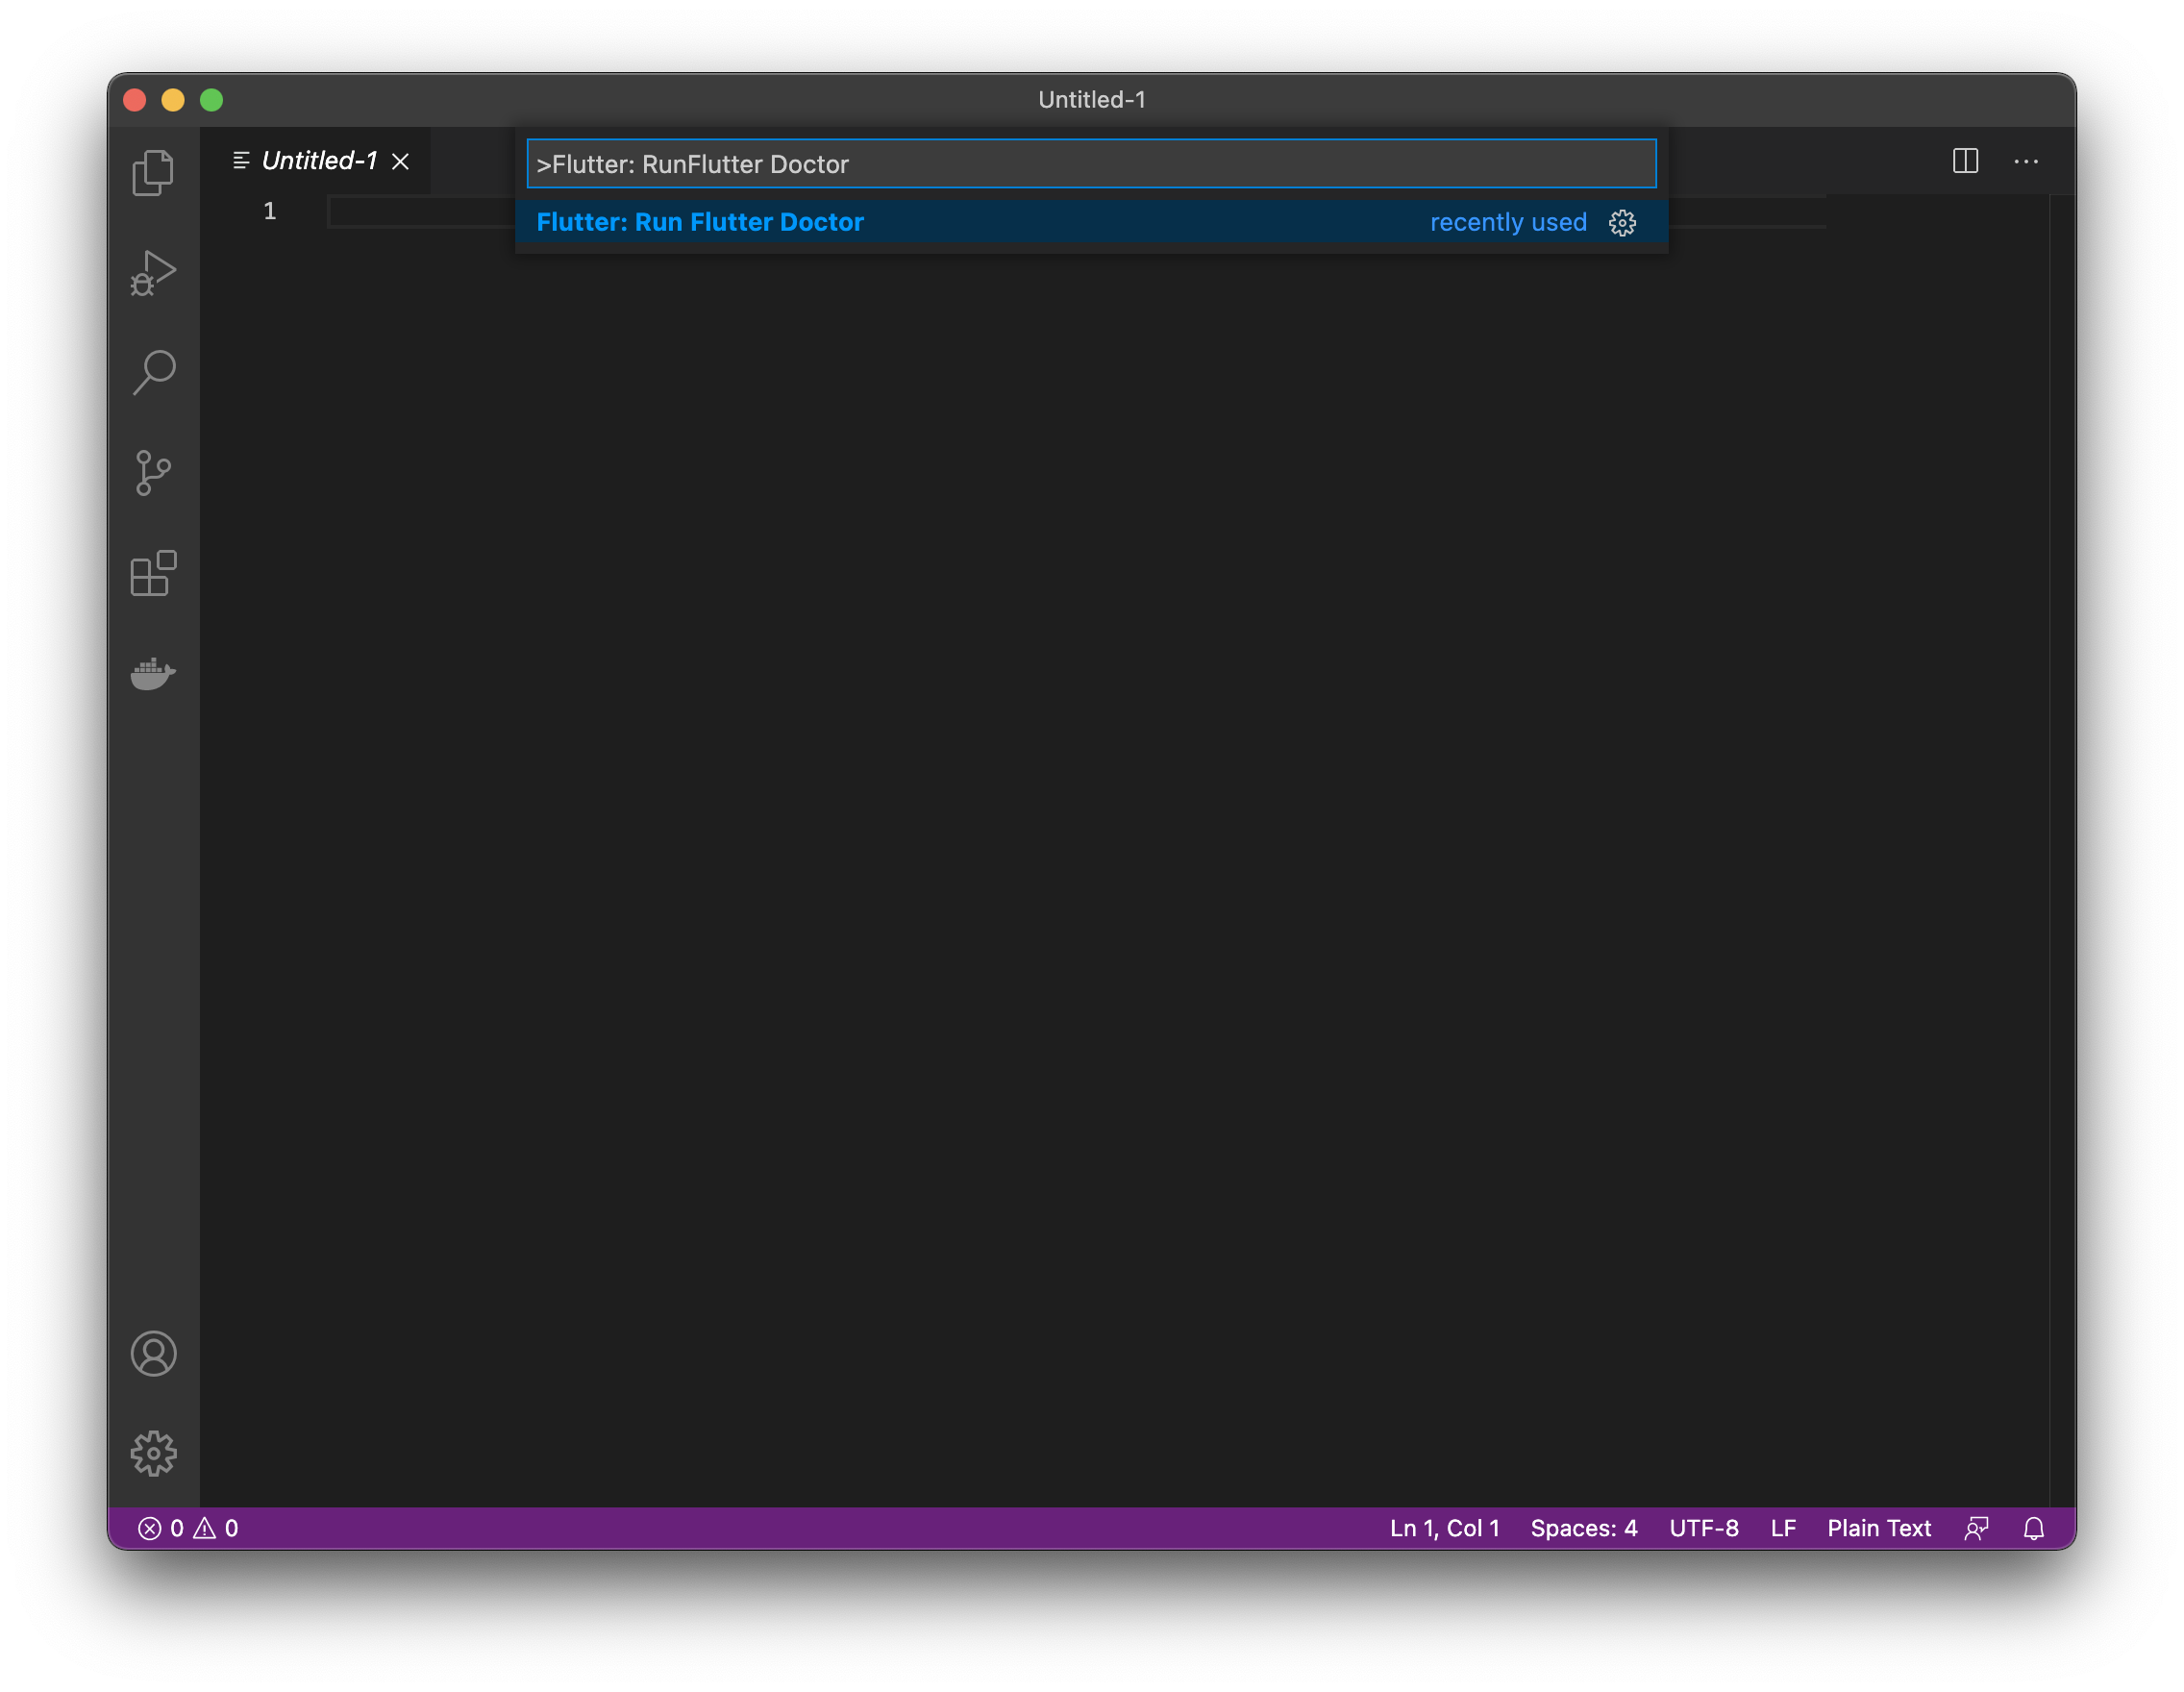 Untitled-1
Untitled-1
>Flutter: RunFlutter Doctor
Flutter: Run Flutter Doctor recently used
1
0 0 Ln 1, Col 1 Spaces: 4 UTF-8 LF Plain Text